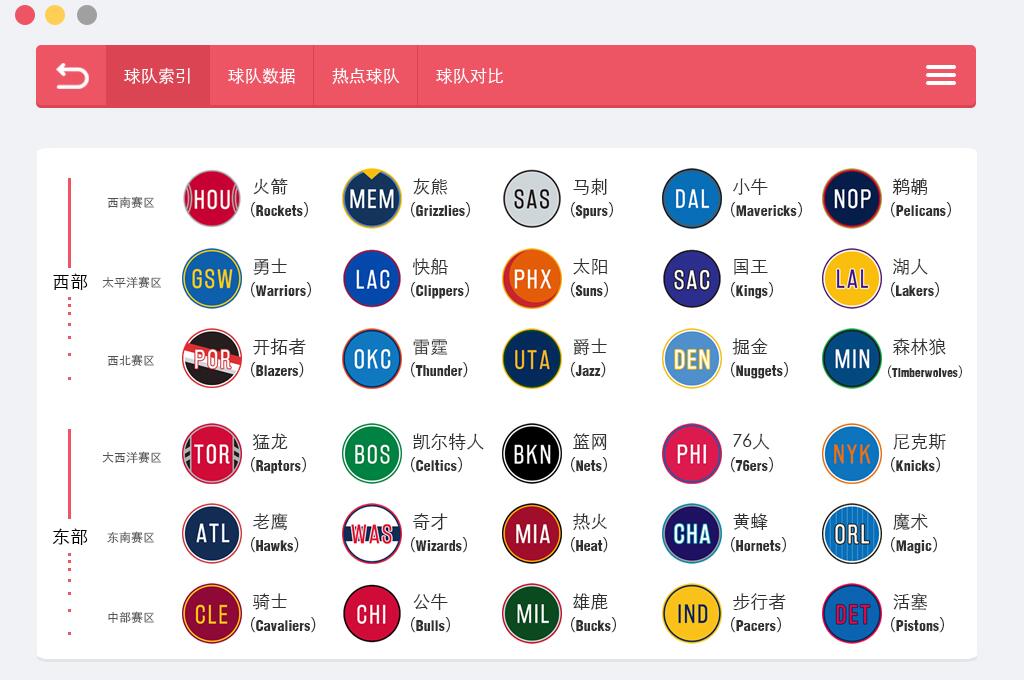 球队索引 球队数据 热点球队 球队对比
西部
西南赛区
HOU 火箭 (Rockets)
MEM 灰熊 (Grizzlies)
SAS 马刺 (Spurs)
DAL 小牛 (Mavericks)
NOP 鹈鹕 (Pelicans)
太平洋赛区
GSW 勇士 (Warriors)
LAC 快船 (Clippers)
PHX 太阳 (Suns)
SAC 国王 (Kings)
LAL 湖人 (Lakers)
西北赛区
POR 开拓者 (Blazers)
OKC 雷霆 (Thunder)
UTA 爵士 (Jazz)
DEN 掘金 (Nuggets)
MIN 森林狼 (Timberwolves)
东部
大西洋赛区
TOR 猛龙 (Raptors)
BOS 凯尔特人 (Celtics)
BKN 篮网 (Nets)
PHI 76人 (76ers)
NYK 尼克斯 (Knicks)
东南赛区
ATL 老鹰 (Hawks)
WAS 奇才 (Wizards)
MIA 热火 (Heat)
CHA 黄蜂 (Hornets)
ORL 魔术 (Magic)
中部赛区
CLE 骑士 (Cavaliers)
CHI 公牛 (Bulls)
MIL 雄鹿 (Bucks)
IND 步行者 (Pacers)
DET 活塞 (Pistons)